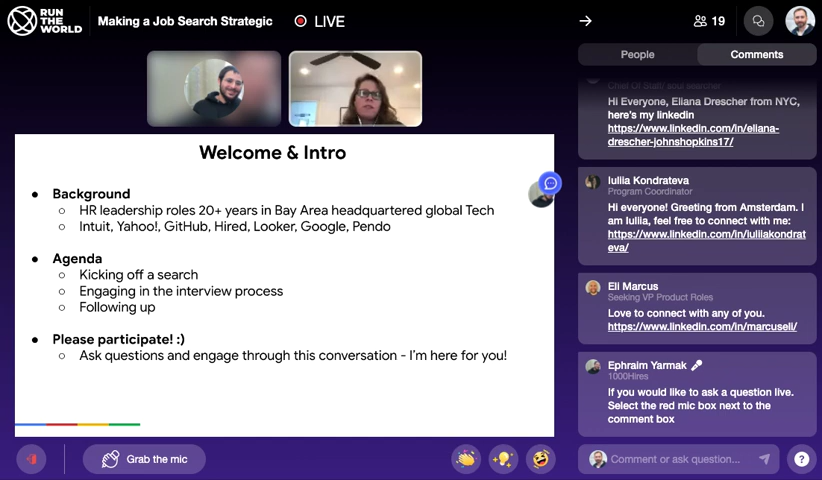 RUN
THE
WORLD
Making a Job Search Strategic
LIVE
19
People
Comments
Welcome & Intro
● Background
○ HR leadership roles 20+ years in Bay Area headquartered global Tech
○ Intuit, Yahoo!, GitHub, Hired, Looker, Google, Pendo
● Agenda
○ Kicking off a search
○ Engaging in the interview process
○ Following up
● Please participate! :)
○ Ask questions and engage through this conversation - I'm here for you!
Chief Of Staff/ soul searcher
Hi Everyone, Eliana Drescher from NYC,
here's my linkedin
https://www.linkedin.com/in/eliana-
drescher-johnshopkins17/
Iuliia Kondrateva
Program Coordinator
Hi everyone! Greeting from Amsterdam. I
am Iuliia, feel free to connect with me:
https://www.linkedin.com/in/iuliiakondrat
eva/
Eli Marcus
Seeking VP Product Roles
Love to connect with any of you.
https://www.linkedin.com/in/marcuseli/
Ephraim Yarmak
1000Hires
If you would like to ask a question live.
Select the red mic box next to the
comment box
Grab the mic
Comment or ask question...
?